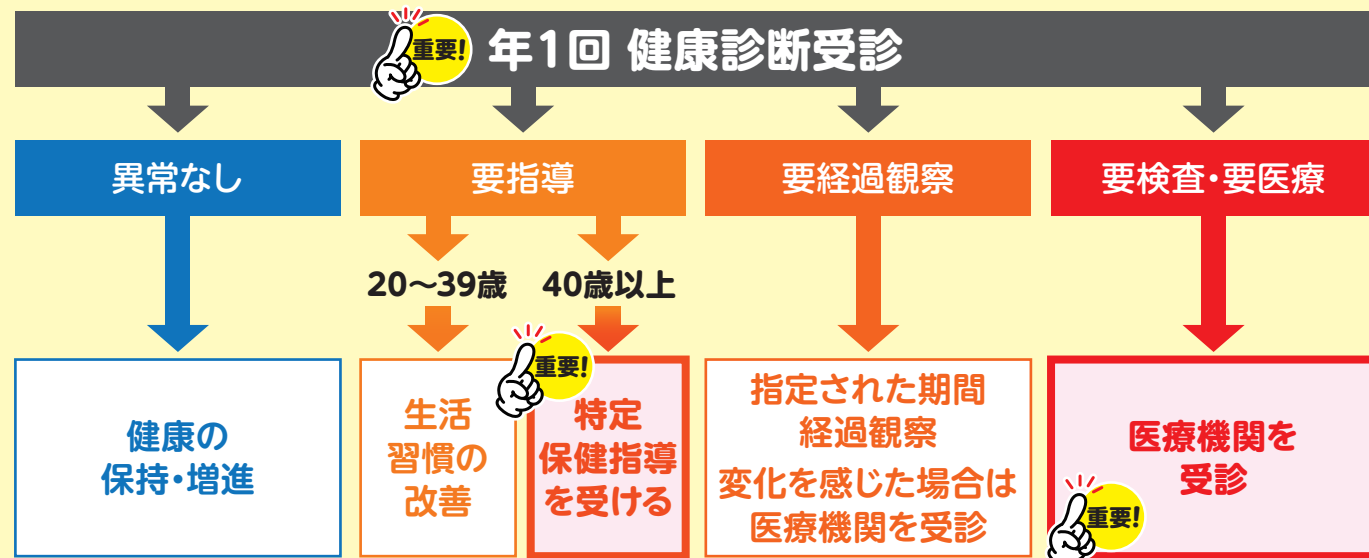 重要!
年1回 健康診断受診
異常なし
要指導
要経過観察
要検査・要医療
20〜39歳
40歳以上
健康の
保持・増進
生活
習慣の
改善
重要!
特定
保健指導
を受ける
指定された期間
経過観察
変化を感じた場合は
医療機関を受診
医療機関を
受診
重要!